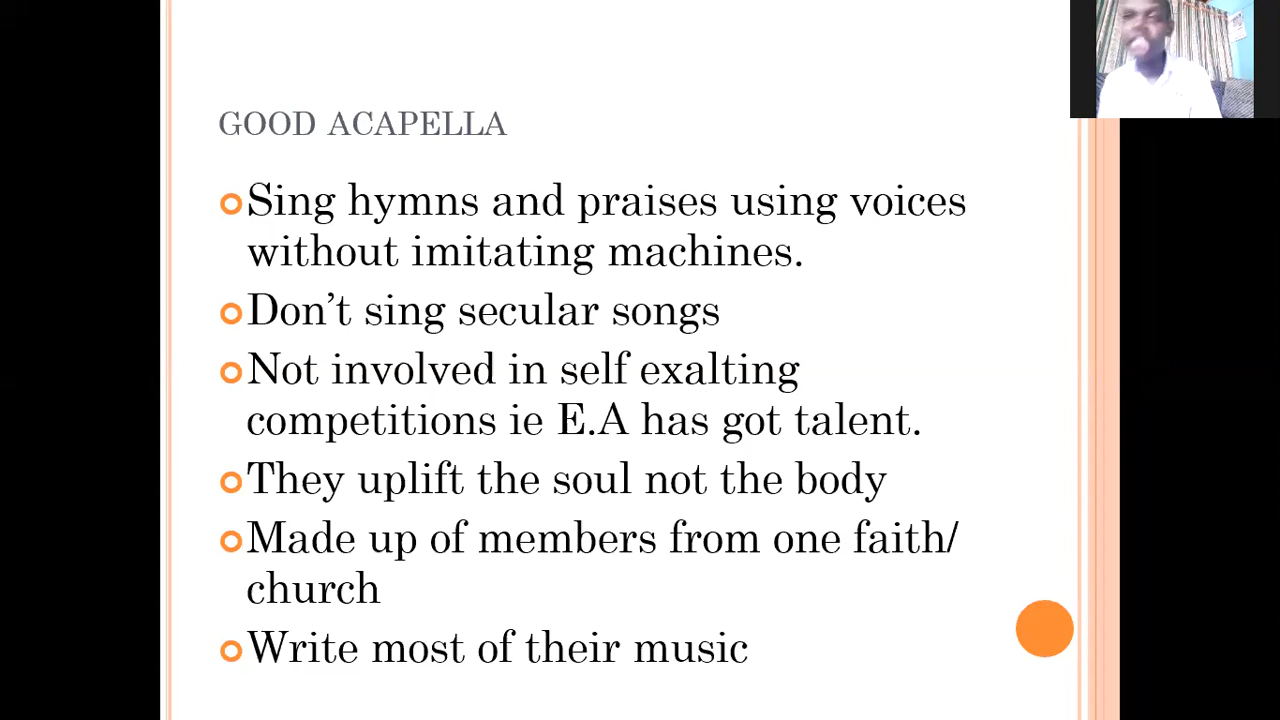 GOOD ACAPELLA
Sing hymns and praises using voices
without imitating machines.
Don’t sing secular songs
Not involved in self exalting
competitions ie E.A has got talent.
They uplift the soul not the body
Made up of members from one faith/
church
Write most of their music